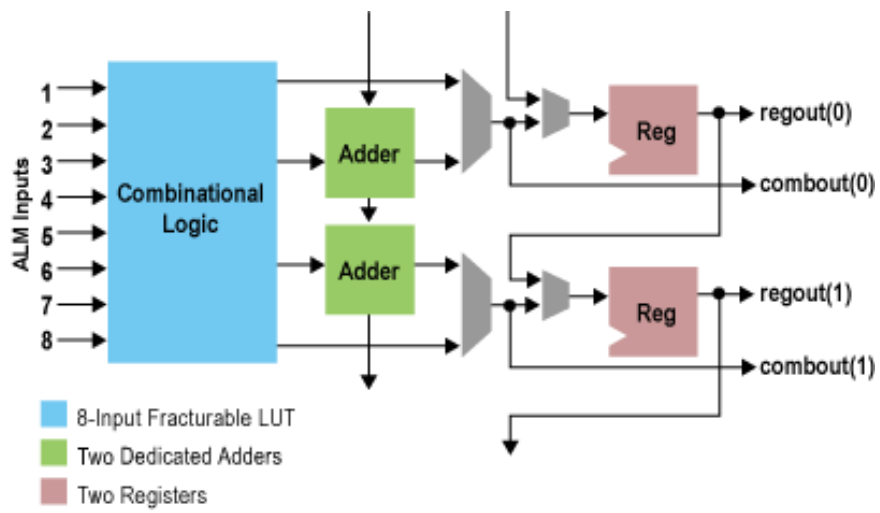 ALM Inputs
1
2
3
4
5
6
7
8
Combinational
Logic
Adder
Adder
Reg
Reg
regout(0)
combout(0)
regout(1)
combout(1)
8-Input Fracturable LUT
Two Dedicated Adders
Two Registers